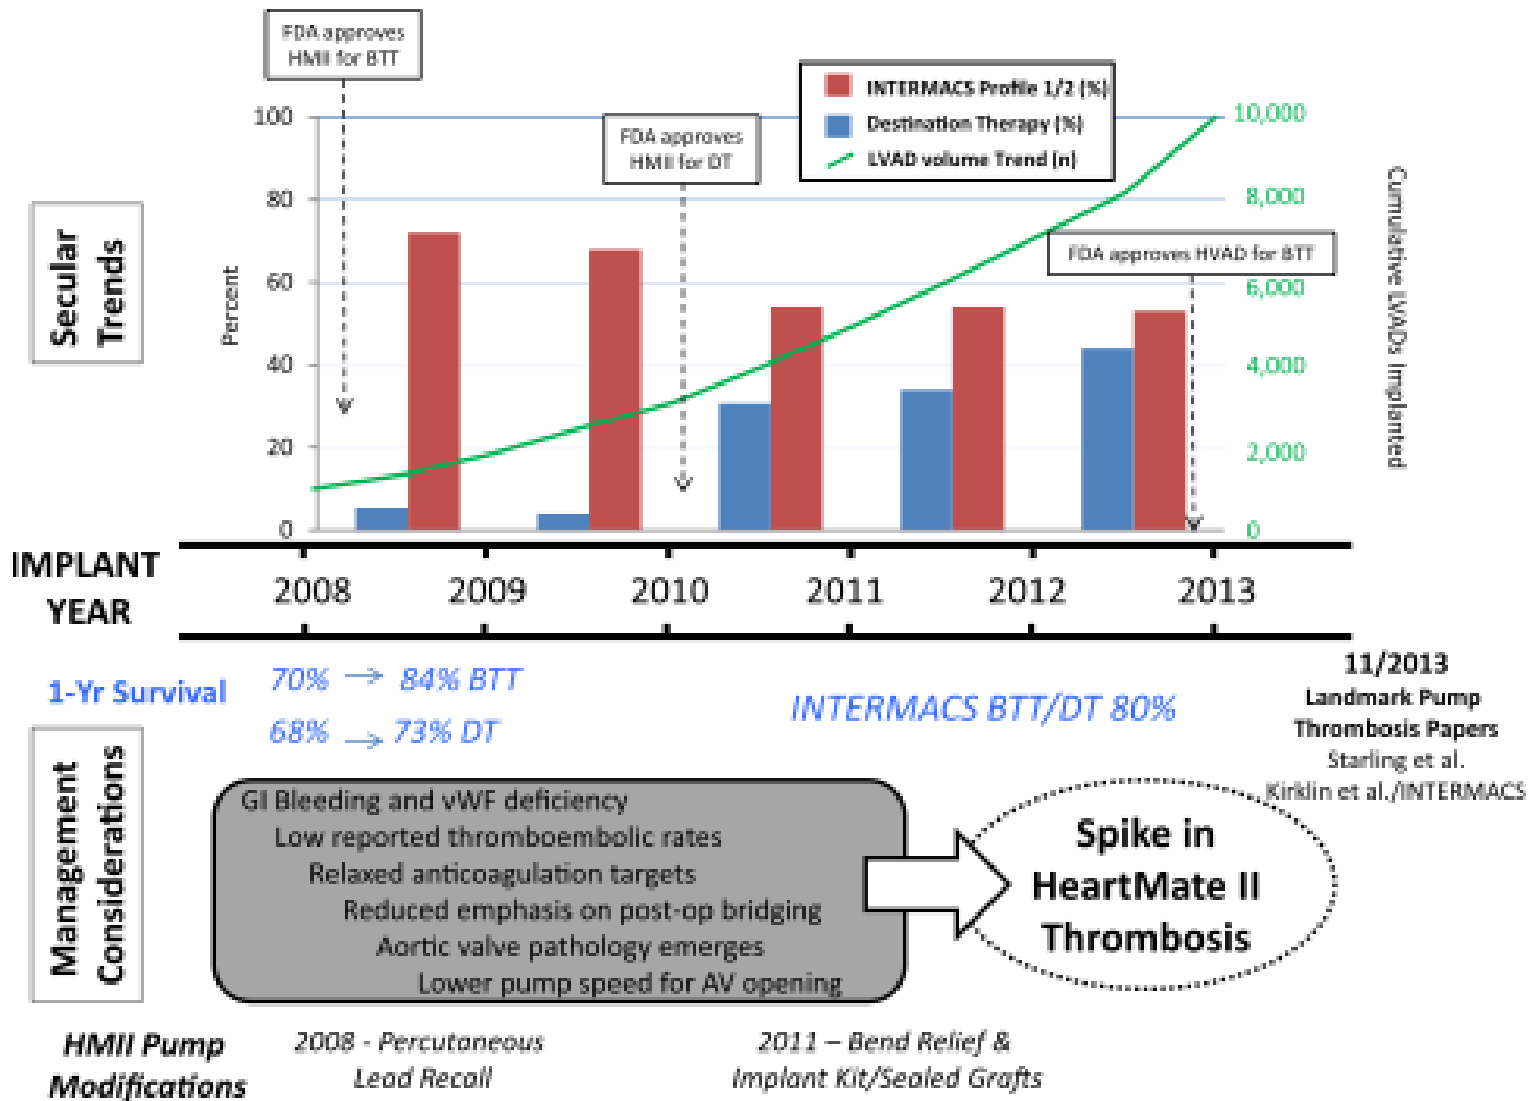 FDA approves
HMII for BTT
INTERMACS Profile 1/2 (%)
Destination Therapy (%)
LVAD volume Trend (n)
FDA approves
HMII for DT
FDA approves HVAD for BTT
100
80
60
40
20
0
Percent
10,000
8,000
6,000
4,000
2,000
0
Cumulative LVADs Implanted
Secular
Trends
IMPLANT
YEAR
2008 2009 2010 2011 2012 2013
1-Yr Survival
70% → 84% BTT
68% → 73% DT
INTERMACS BTT/DT 80%
11/2013
Landmark Pump
Thrombosis Papers
Starling et al.
Kirklin et al./INTERMACS
Management
Considerations
GI Bleeding and vWF deficiency
Low reported thromboembolic rates
Relaxed anticoagulation targets
Reduced emphasis on post-op bridging
Aortic valve pathology emerges
Lower pump speed for AV opening
Spike in
HeartMate II
Thrombosis
HMII Pump
Modifications
2008 - Percutaneous
Lead Recall
2011 – Bend Relief &
Implant Kit/Sealed Grafts